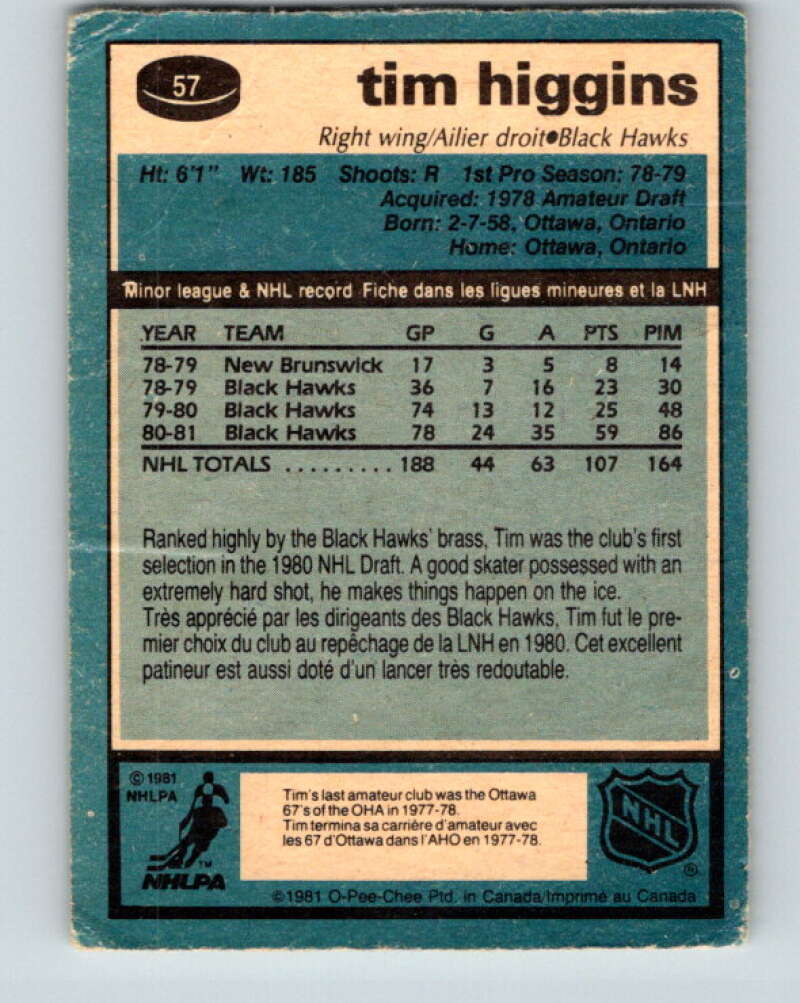 57
tim higgins
Right wing/Ailier droit•Black Hawks
Ht: 6'1" Wt: 185 Shoots: R 1st Pro Season: 78-79
Acquired: 1978 Amateur Draft
Born: 2-7-58, Ottawa, Ontario
Home: Ottawa, Ontario
Minor league & NHL record Fiche dans les ligues mineures et la LNH
YEAR TEAM GP G A PTS PIM
78-79 New Brunswick 17 3 5 8 14
78-79 Black Hawks 36 7 16 23 30
79-80 Black Hawks 74 13 12 25 48
80-81 Black Hawks 78 24 35 59 86
NHL TOTALS ......... 188 44 63 107 164
Ranked highly by the Black Hawks' brass, Tim was the club's first
selection in the 1980 NHL Draft. A good skater possessed with an
extremely hard shot, he makes things happen on the ice.
Très apprécié par les dirigeants des Black Hawks, Tim fut le pre-
mier choix du club au repêchage de la LNH en 1980. Cet excellent
patineur est aussi doté d'un lancer très redoutable.
© 1981
NHLPA
TM
NHLPA
Tim's last amateur club was the Ottawa
67's of the OHA in 1977-78.
Tim termina sa carrière d'amateur avec
les 67 d'Ottawa dans l'AHO en 1977-78.
NHL
®
©1981 O-Pee-Chee Ptd. in Canada/Imprimé au Canada